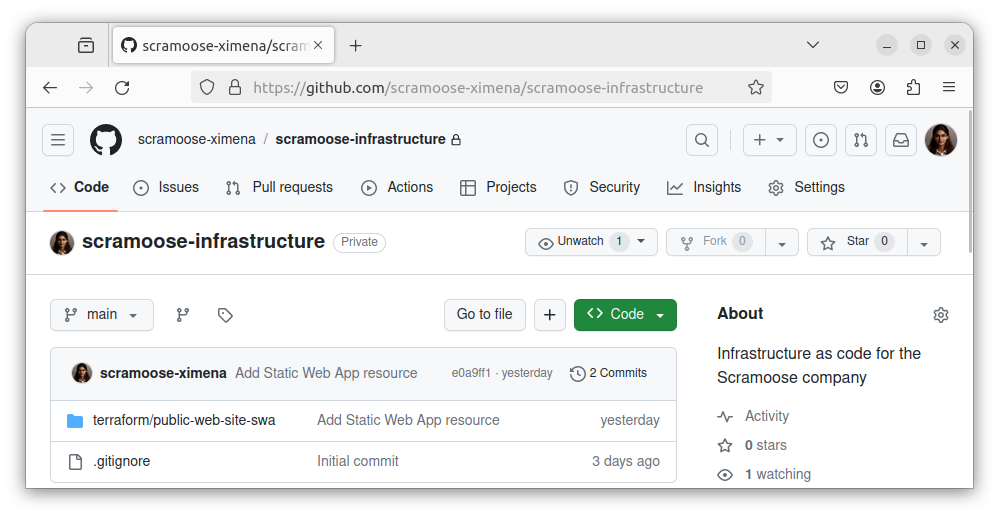 scramoose-ximena/scram
https://github.com/scramoose-ximena/scramoose-infrastructure
scramoose-ximena / scramoose-infrastructure
Code Issues Pull requests Actions Projects Security Insights Settings
scramoose-infrastructure Private Unwatch 1 Fork 0 Star 0
main Go to file Code
About
Infrastructure as code for the
Scramoose company
scramoose-ximena Add Static Web App resource e0a9ff1 · yesterday 2 Commits
terraform/public-web-site-swa Add Static Web App resource yesterday
.gitignore Initial commit 3 days ago
Activity
0 stars
1 watching